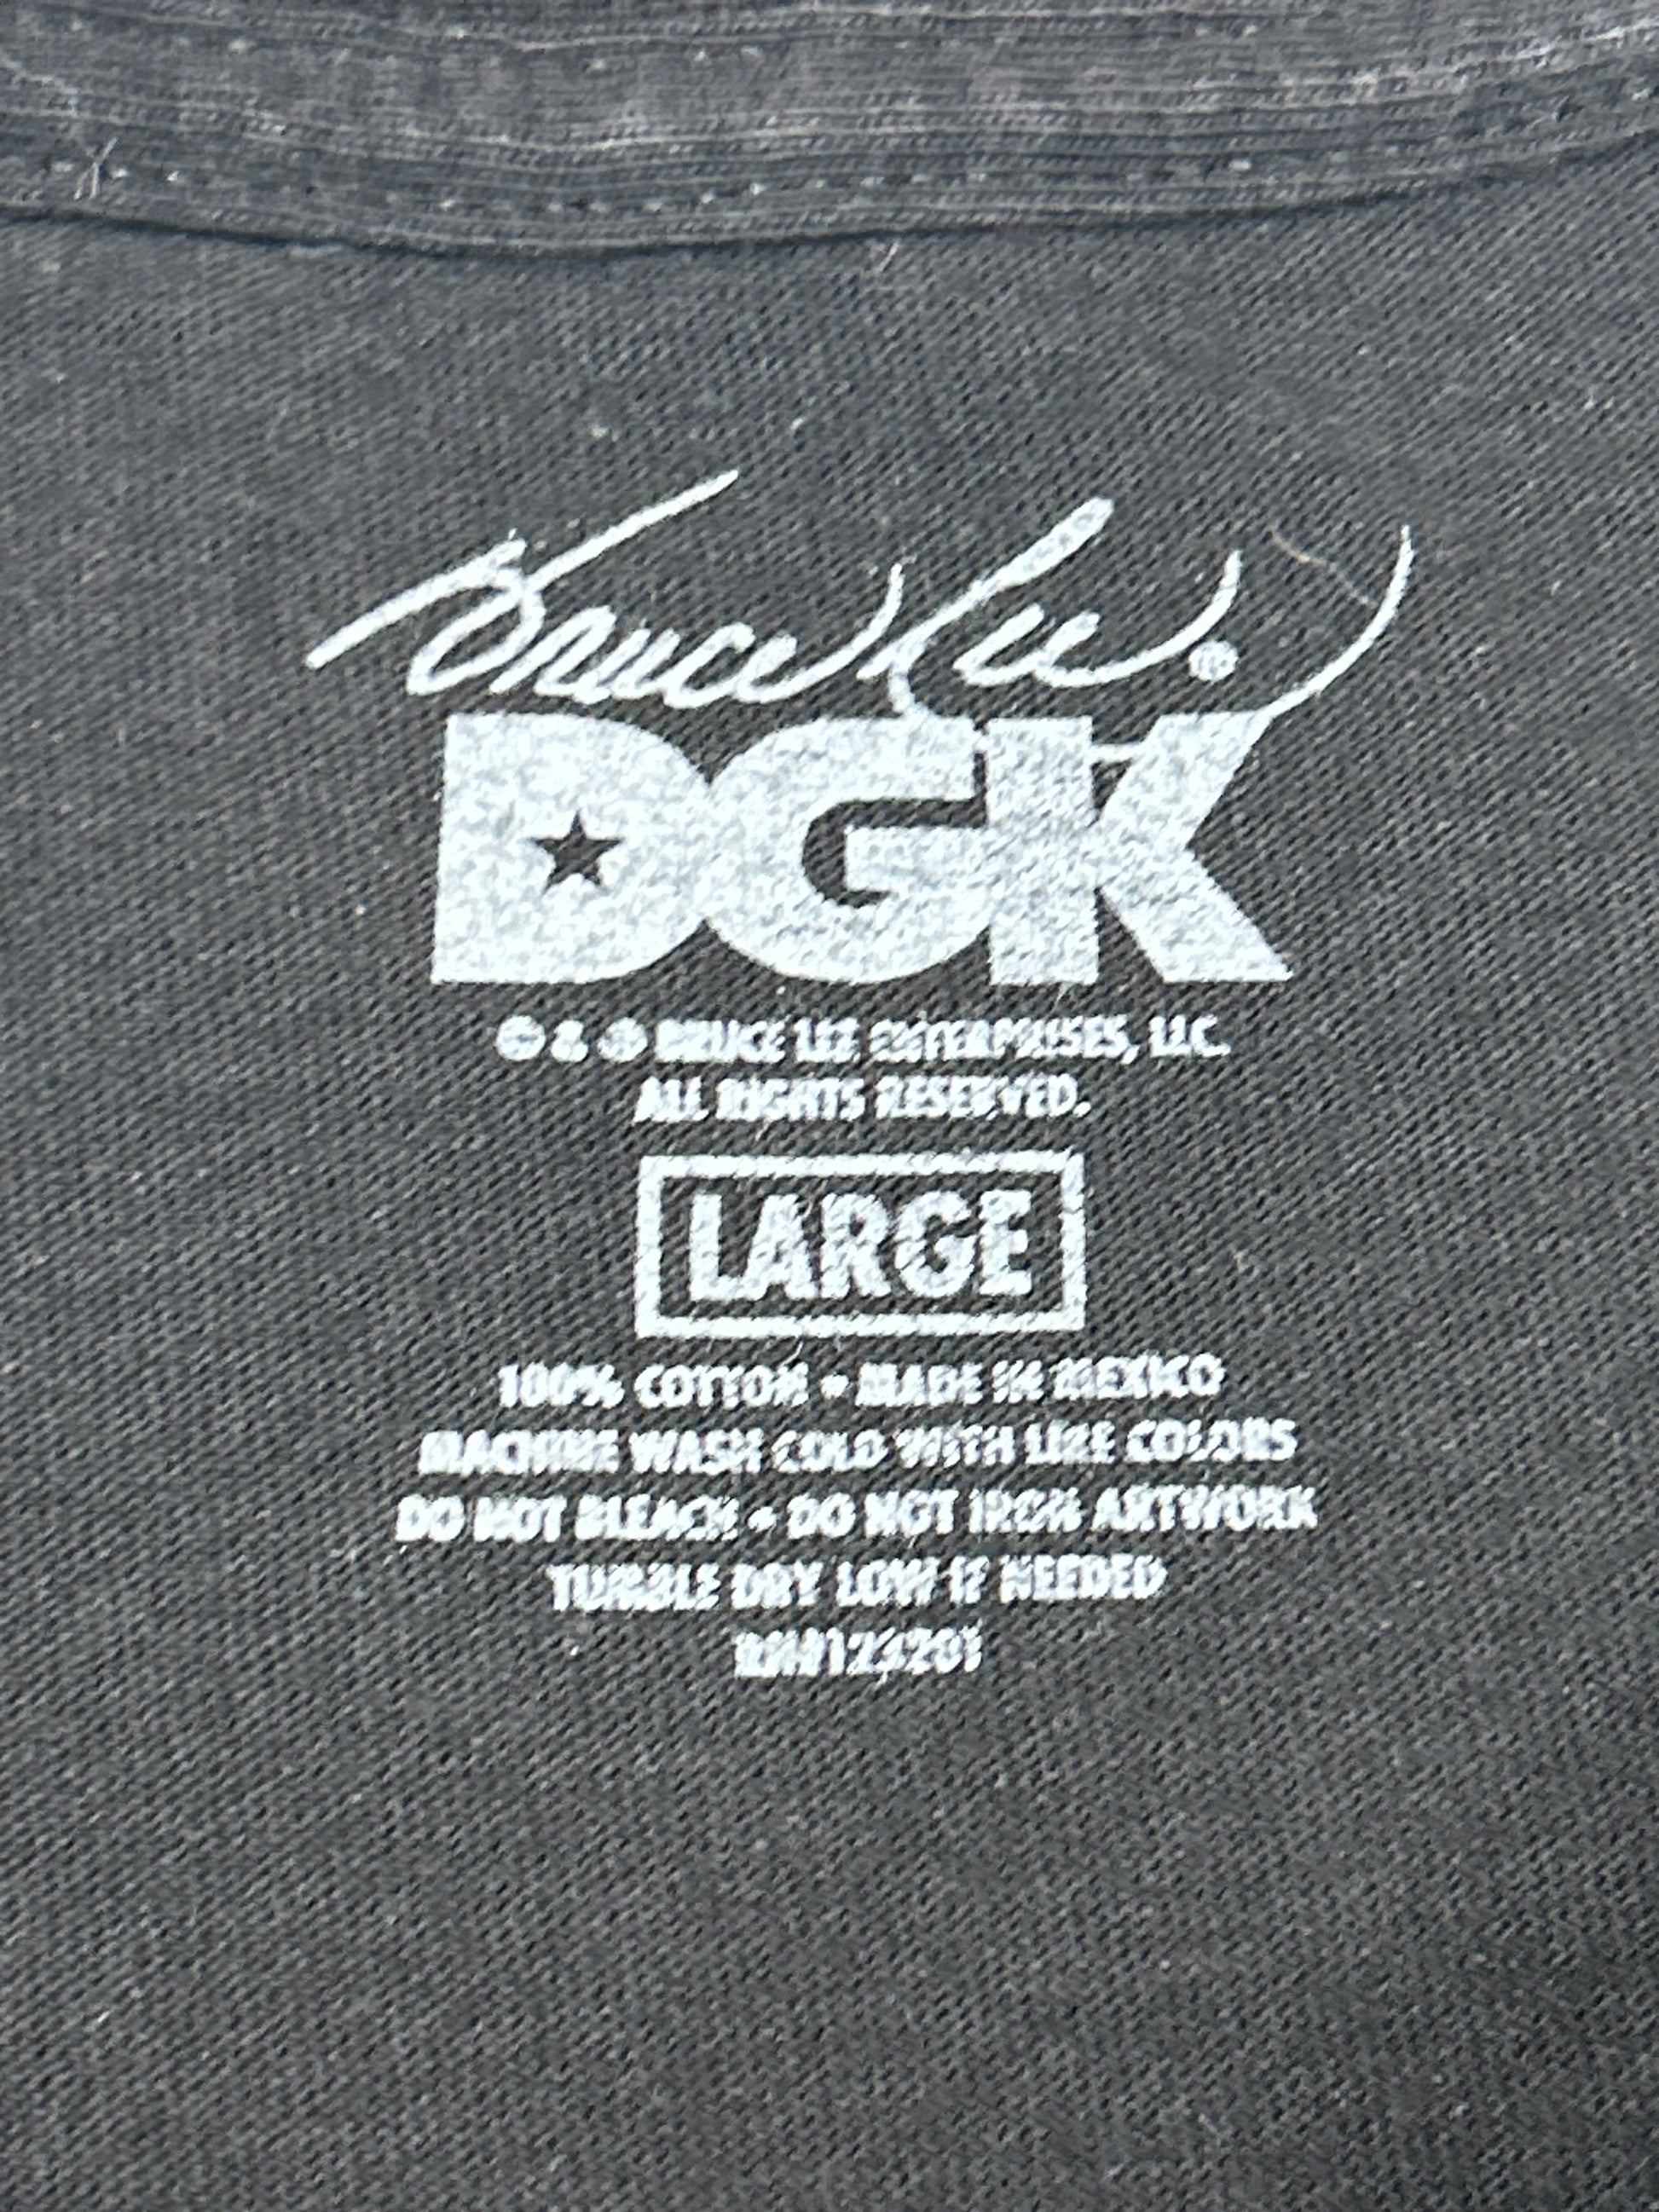 Bruce Lee ®
DGK
© & ® BRUCE LEE ENTERPRISES, LLC.
ALL RIGHTS RESERVED.
LARGE
100% COTTON • MADE IN MEXICO
MACHINE WASH COLD WITH LIKE COLORS
DO NOT BLEACH • DO NOT IRON ARTWORK
TUMBLE DRY LOW IF NEEDED